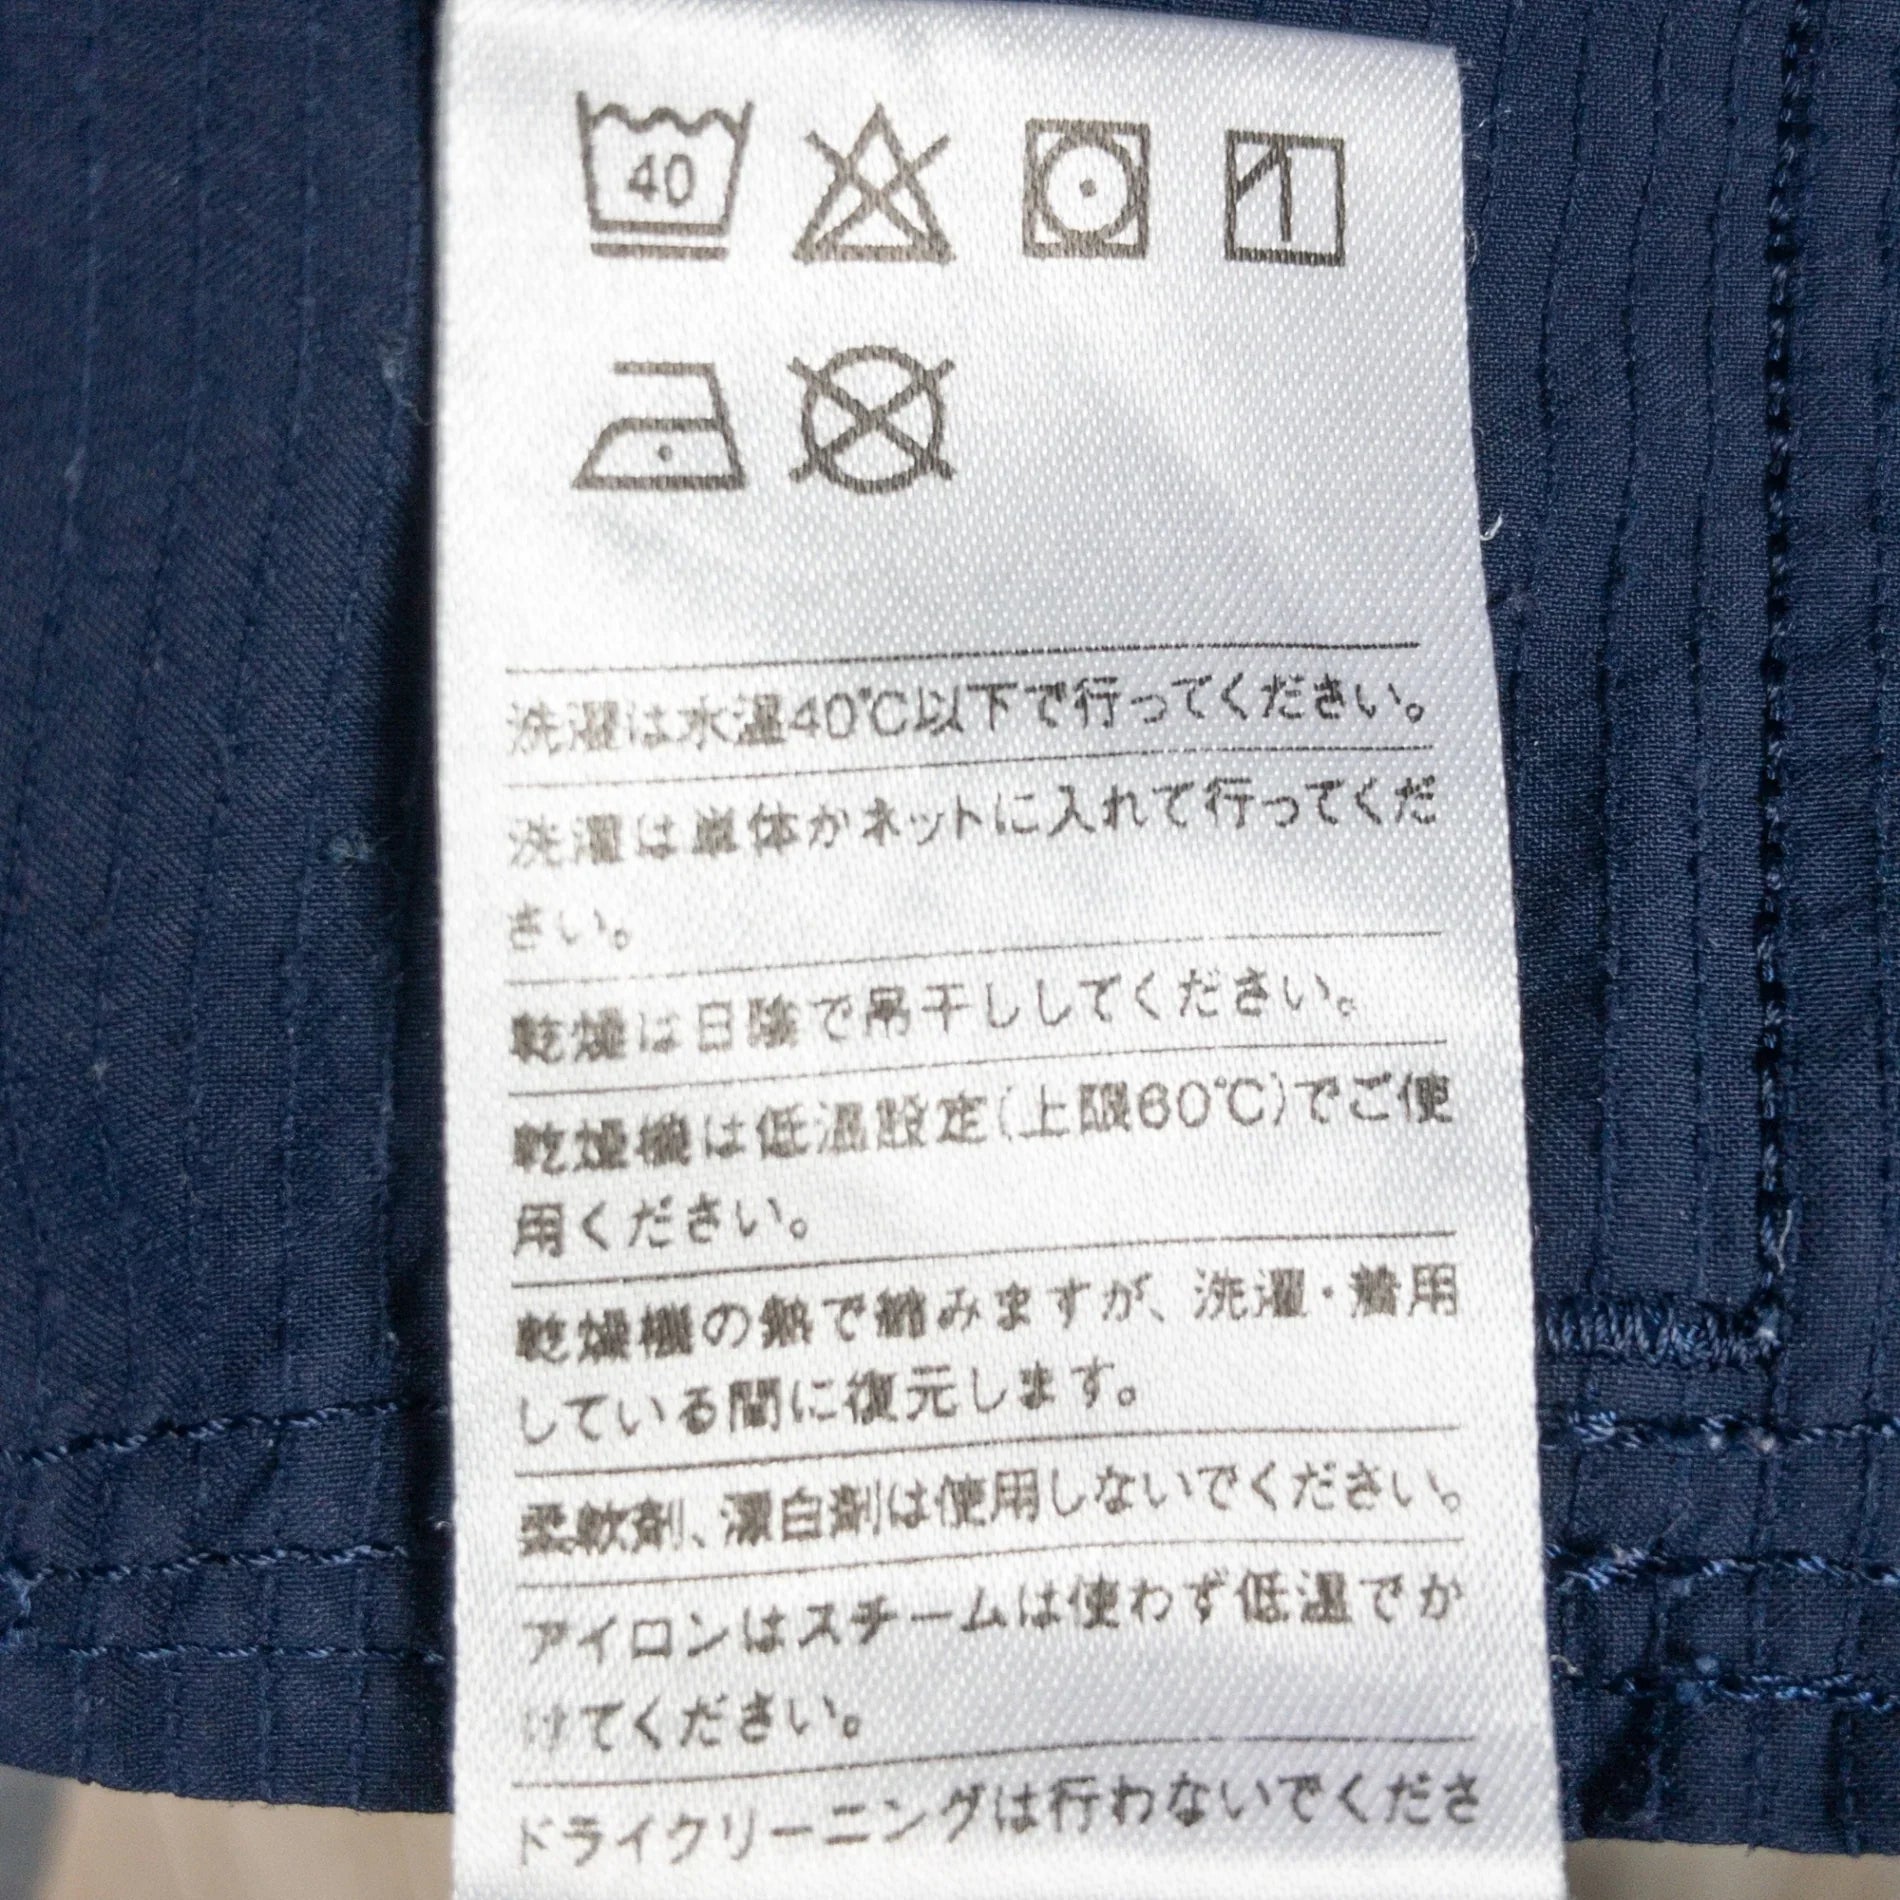 40
洗濯は水温40℃以下で行ってください。
洗濯は単体かネットに入れて行ってくだ
さい。
乾燥は日陰で吊干ししてください。
乾燥機は低温設定(上限60℃)でご使
用ください。
乾燥機の熱で縮みますが、洗濯・着用
している間に復元します。
柔軟剤、漂白剤は使用しないでください。
アイロンはスチームは使わず低温でか
けてください。
ドライクリーニングは行わないでくださ